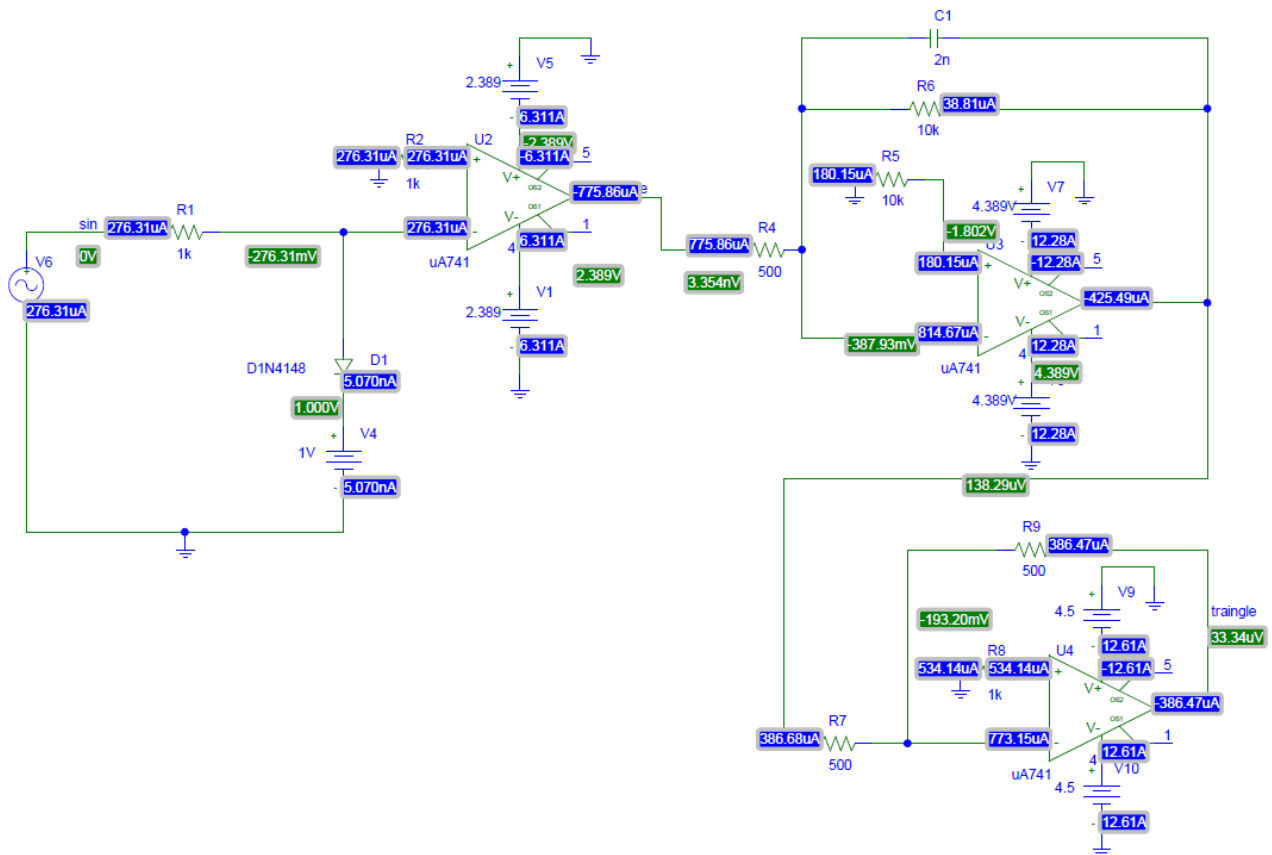 C1
2n
R6
38.81uA
10k
+
V5
2.389
-
6.311A
-2.389V
-6.311A
5
R2
276.31uA
276.31uA
1k
U2
+
V+
OS2
OS1
V-
-
276.31uA
4
6.311A
1
uA741
-775.86uA
e
R5
180.15uA
10k
+
V7
4.389V
-
12.28A
-1.802V
U3
-12.28A
5
180.15uA
+
V+
OS2
OS1
V-
-425.49uA
814.67uA
-
4
12.28A
1
uA741
-387.93mV
4.389V
+
4.389V
-
12.28A
sin
276.31uA
R1
1k
0V
-276.31mV
V6
+
276.31uA
R4
775.86uA
500
3.354nV
2.389V
+
V1
2.389
-
6.311A
D1N4148
D1
5.070nA
1.000V
+
V4
1V
-
5.070nA
138.29uV
R9
386.47uA
500
+
V9
4.5
-
12.61A
traingle
33.34uV
-193.20mV
R8
534.14uA
534.14uA
1k
U4
-12.61A
5
+
V+
OS2
OS1
V-
-386.47uA
R7
386.68uA
500
773.15uA
-
4
12.61A
1
uA741
+
V10
4.5
-
12.61A